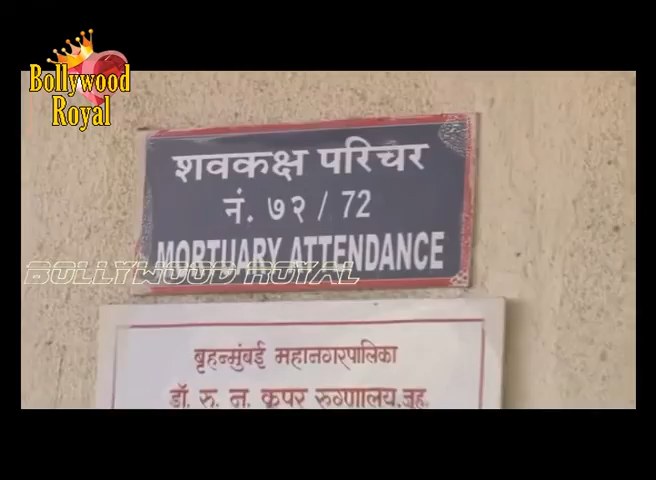 Bollywood
Royal
शवकक्ष परिचर
नं. ७२ / 72
MORTUARY ATTENDANCE
BOLLYWOOD ROYAL
बृहन्मुंबई महानगरपालिका
डॉ. रु. न. कूपर रुग्णालय,जुहु.